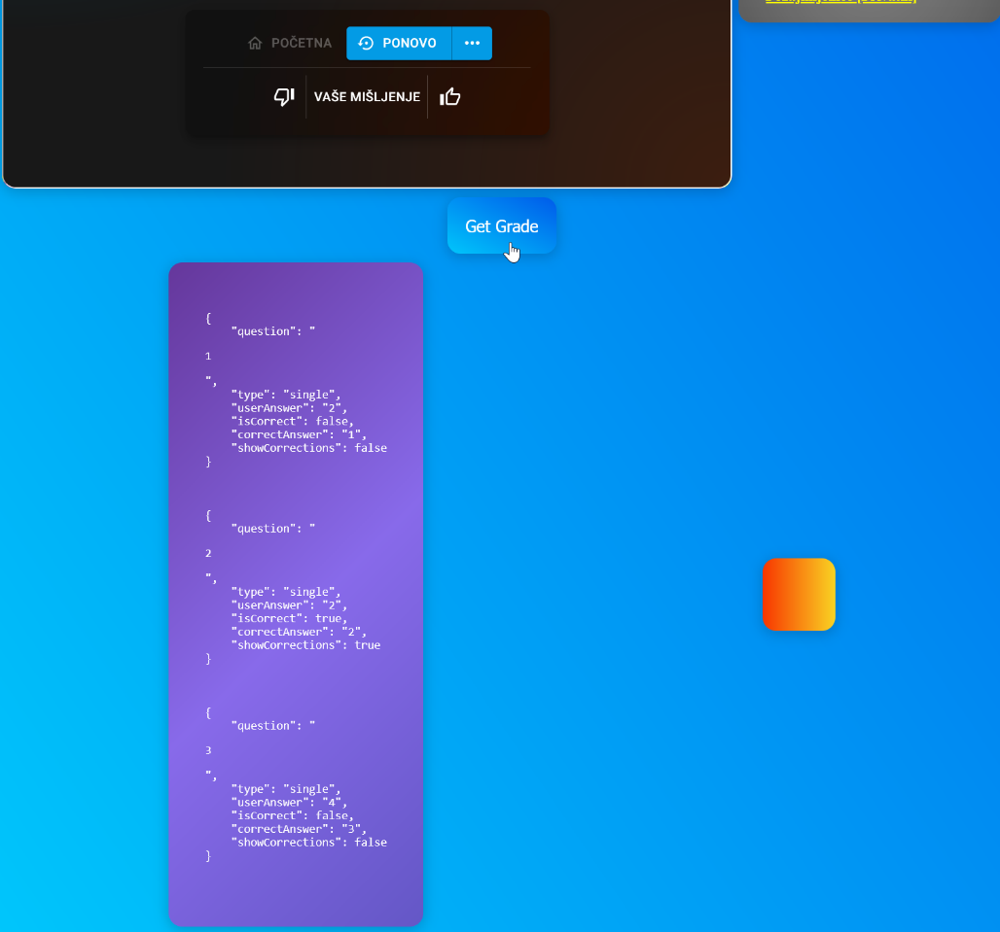 POČETNA
PONOVO
VAŠE MIŠLJENJE
Get Grade
{
"question": "
1
",
"type": "single",
"userAnswer": "2",
"isCorrect": false,
"correctAnswer": "1",
"showCorrections": false
}
{
"question": "
2
",
"type": "single",
"userAnswer": "2",
"isCorrect": true,
"correctAnswer": "2",
"showCorrections": true
}
{
"question": "
3
",
"type": "single",
"userAnswer": "4",
"isCorrect": false,
"correctAnswer": "3",
"showCorrections": false
}